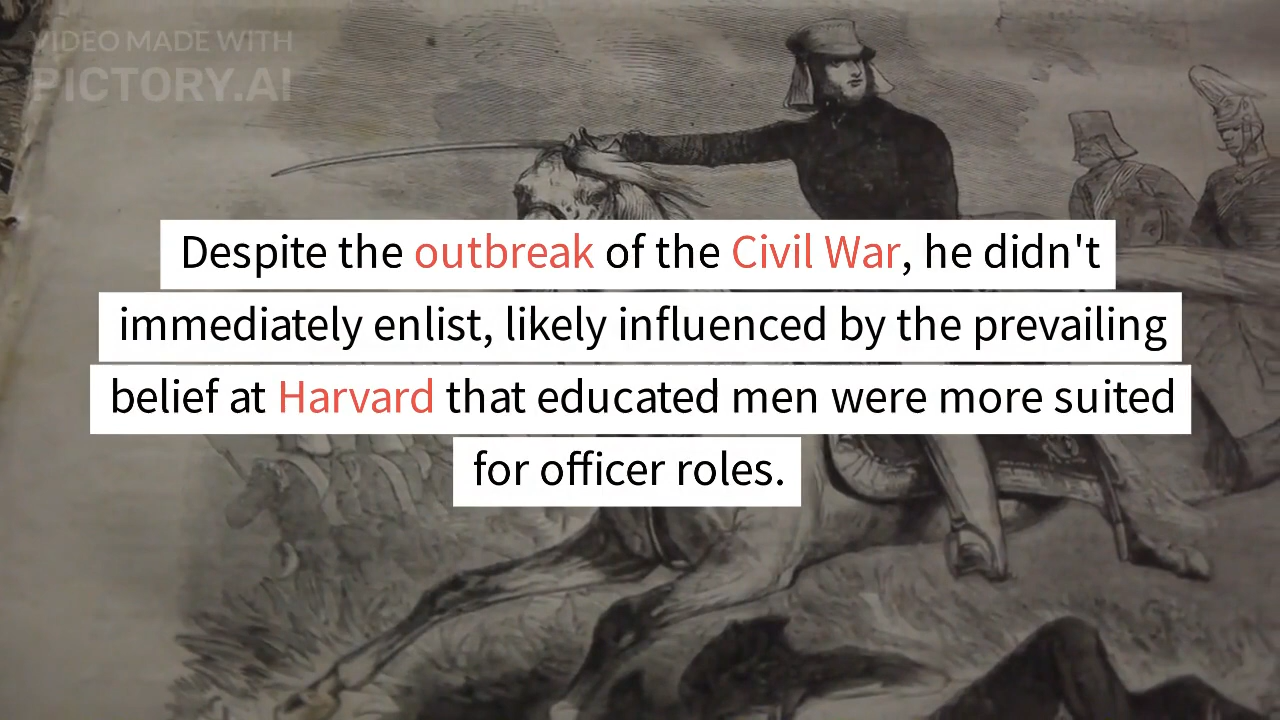 VIDEO MADE WITH
PICTORY.AI
Despite the outbreak of the Civil War, he didn't
immediately enlist, likely influenced by the prevailing
belief at Harvard that educated men were more suited
for officer roles.